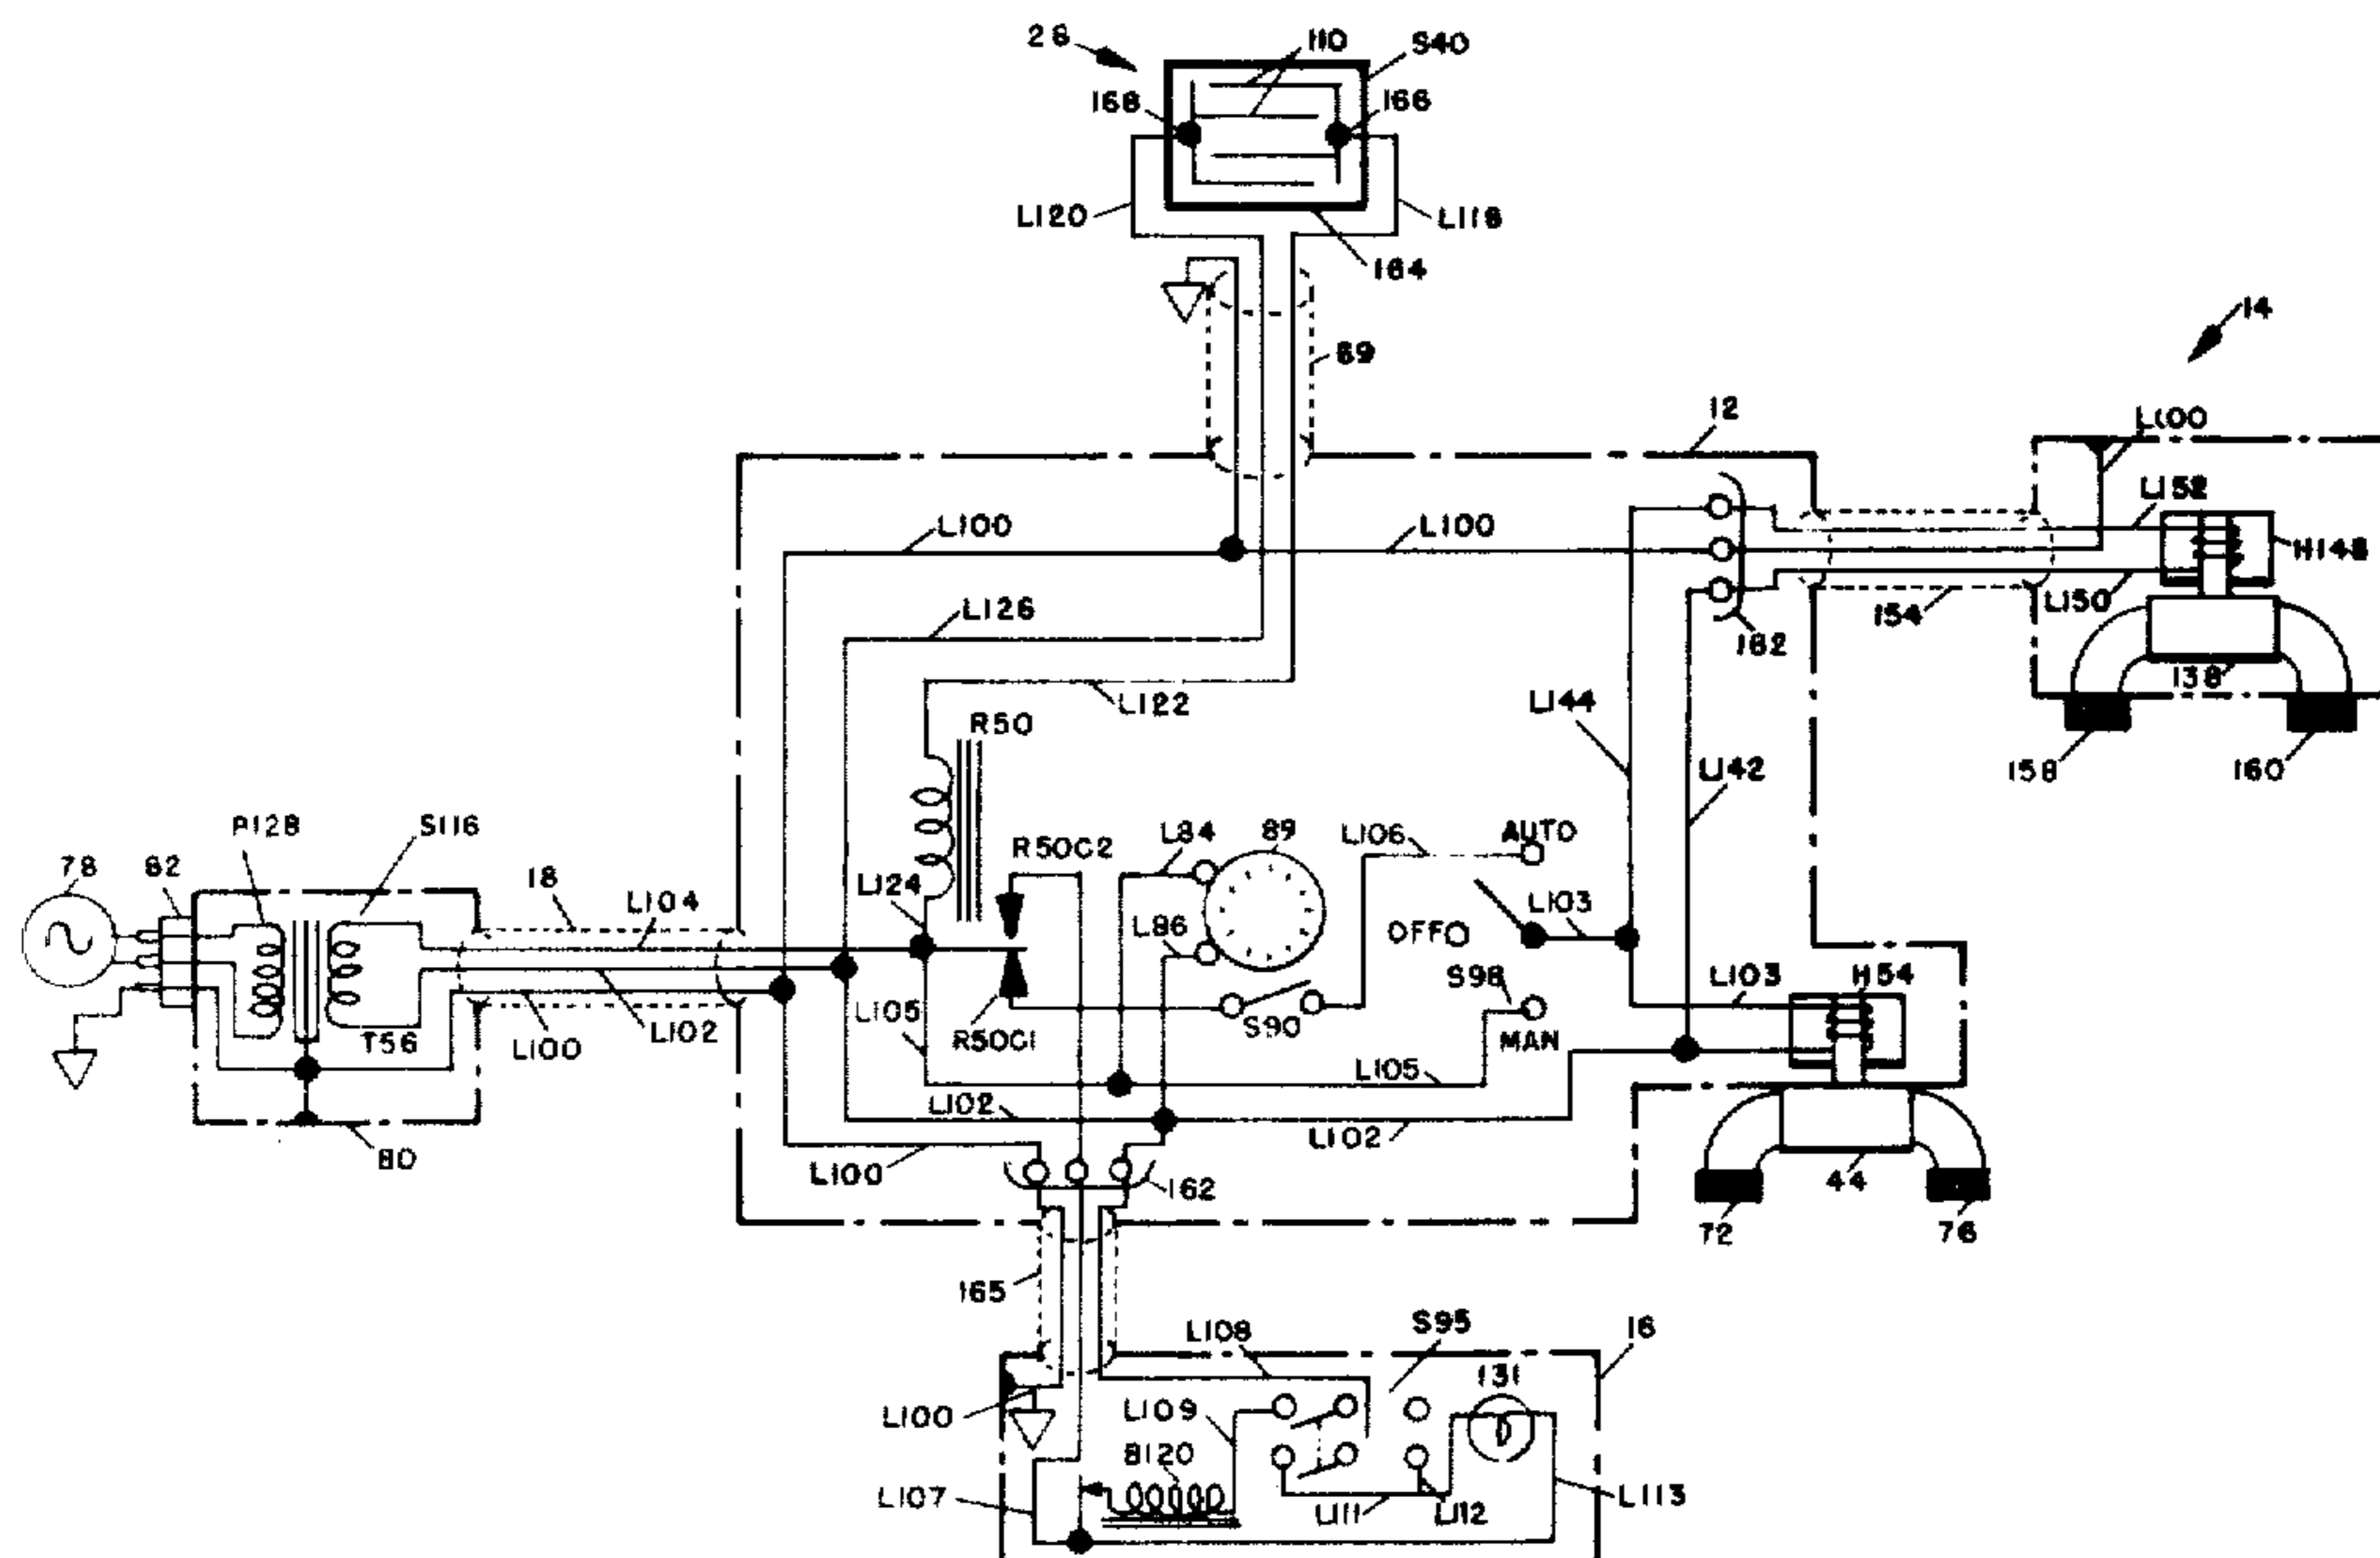 28
110
S40
168
166
L120
L118
164
14
69
12
L100
L100
L100
L152
H148
L126
154
L150
162
138
L122
L144
R50
158
160
L142
P128
S116
R50C2
L84
89
L106
AUTO
78
82
18
L104
L124
L86
OFF
L103
S98
L103
H54
L105
R50C1
S90
MAN
T56
L100
L102
L105
L102
L102
80
L100
162
44
72
76
165
L108
S95
16
131
L100
L109
B120
L107
L111
L112
L113